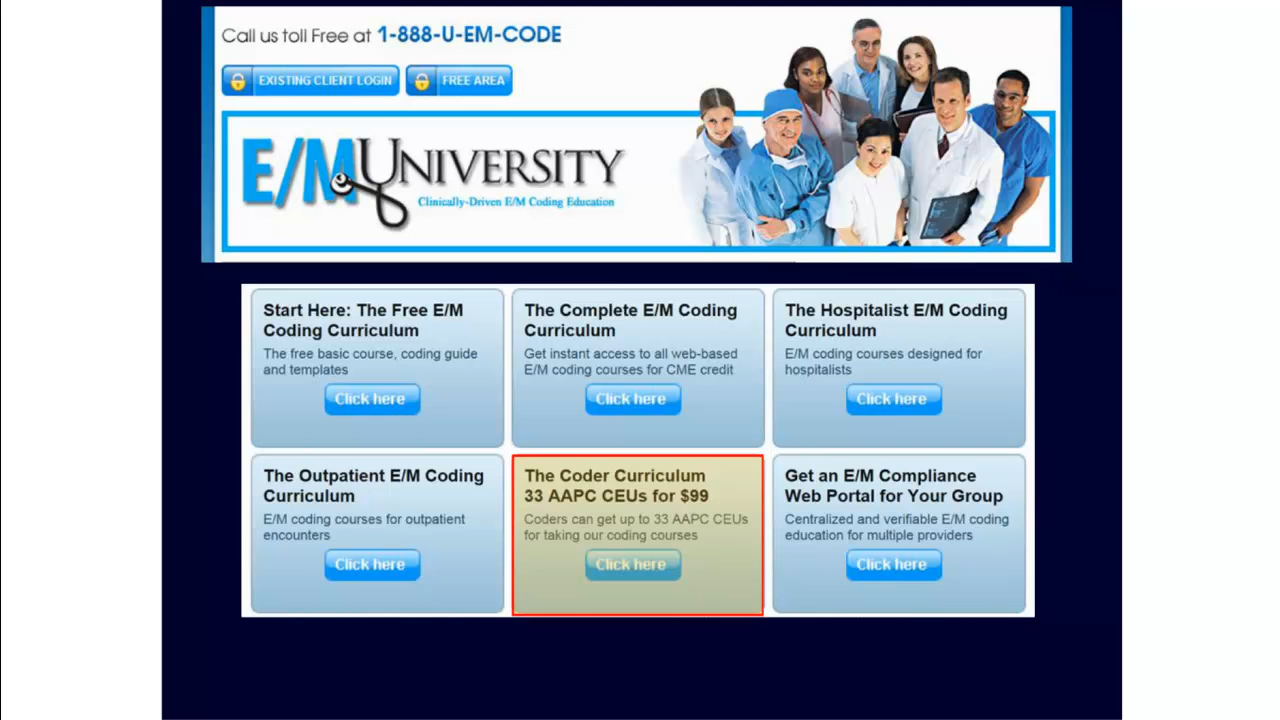 Call us toll Free at 1-888-U-EM-CODE
EXISTING CLIENT LOGIN
FREE AREA
E/M UNIVERSITY
Clinically-Driven E/M Coding Education
Start Here: The Free E/M
Coding Curriculum
The free basic course, coding guide
and templates
Click here
The Complete E/M Coding
Curriculum
Get instant access to all web-based
E/M coding courses for CME credit
Click here
The Hospitalist E/M Coding
Curriculum
E/M coding courses designed for
hospitalists
Click here
The Outpatient E/M Coding
Curriculum
E/M coding courses for outpatient
encounters
Click here
The Coder Curriculum
33 AAPC CEUs for $99
Coders can get up to 33 AAPC CEUs
for taking our coding courses
Click here
Get an E/M Compliance
Web Portal for Your Group
Centralized and verifiable E/M coding
education for multiple providers
Click here